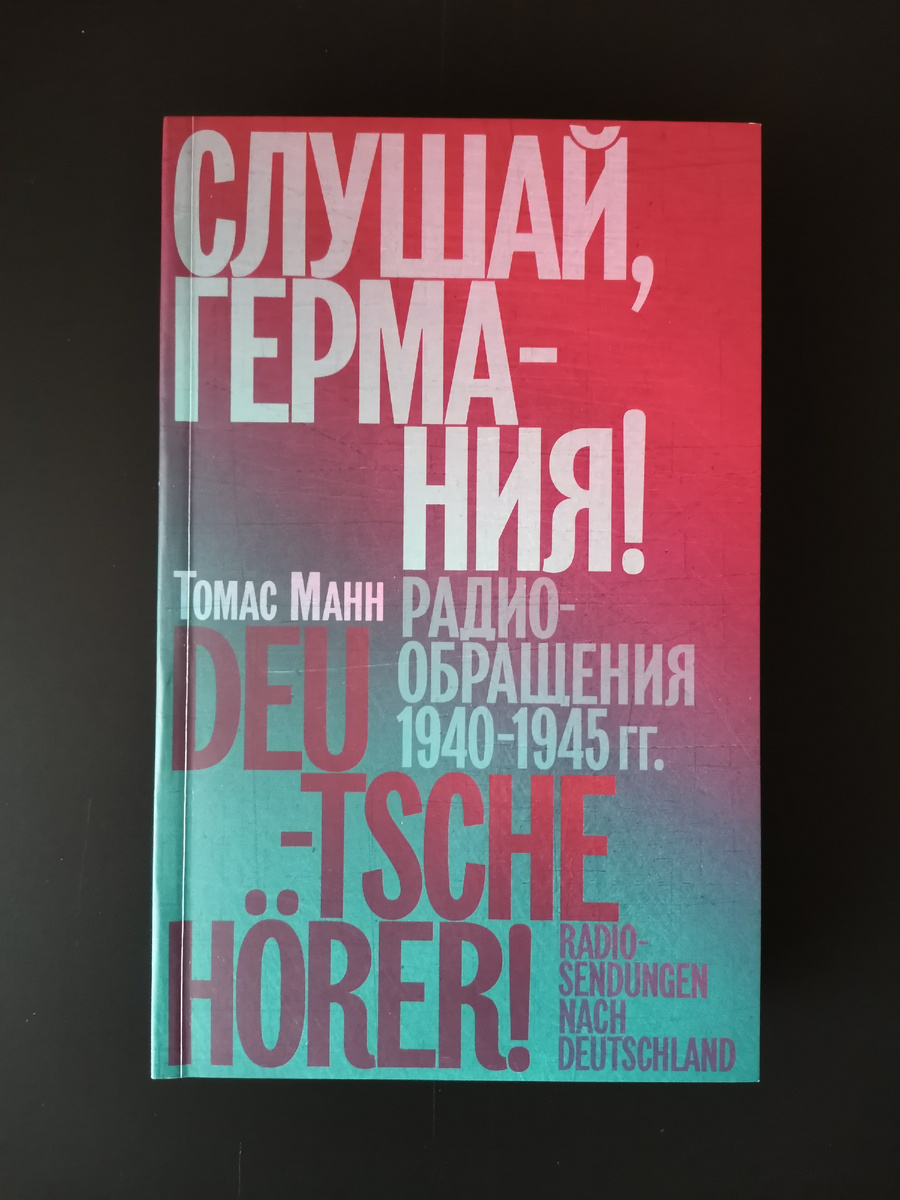 СЛУШАЙ,
ГЕРМА-
НИЯ!
Томас Манн
РАДИО-
ОБРАЩЕНИЯ
1940-1945 гг.
DEU
-TSCHE
HÖRER!
RADIO-
SENDUNGEN
NACH
DEUTSCHLAND